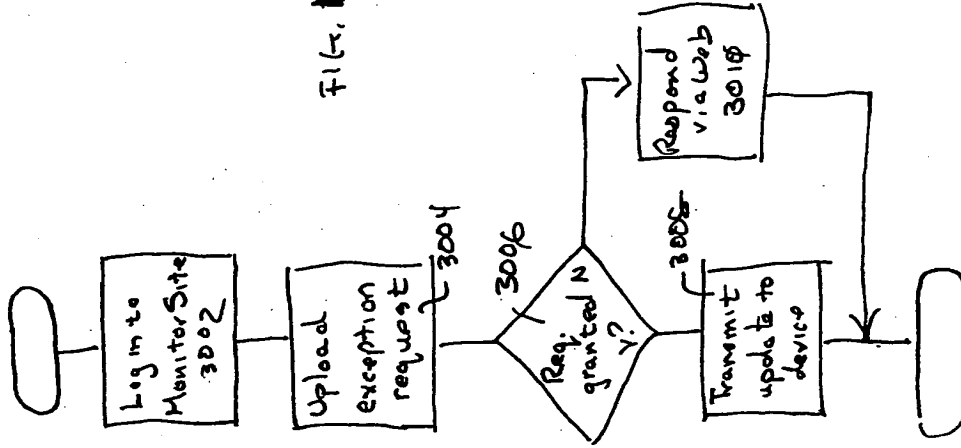 FIG.
Log in to
Monitor Site
3002
Upload
exception
request
3004
3006
Req.
granted N
Y?
Respond
via Web
3010
3008
Transmit
update to
device